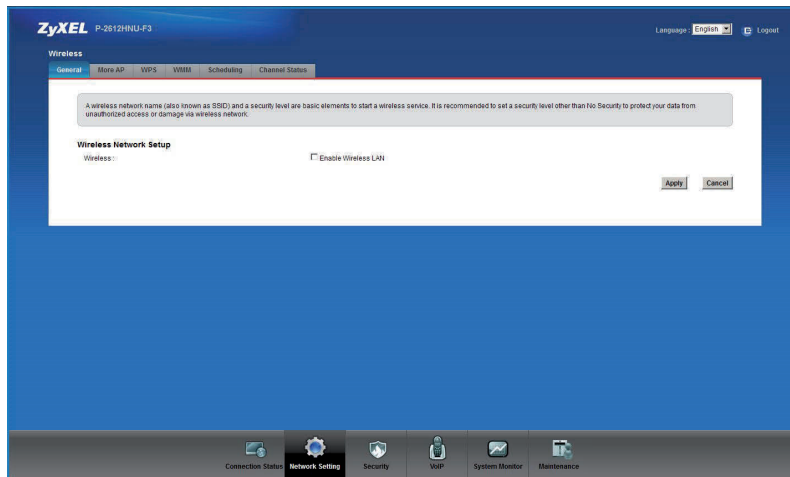 ZyXEL P-2612HNU-F3
Language : English
Logout
Wireless
General More AP WPS WMM Scheduling Channel Status
A wireless network name (also known as SSID) and a security level are basic elements to start a wireless service. It is recommended to set a security level other than No Security to protect your data from
unauthorized access or damage via wireless network.
Wireless Network Setup
Wireless : Enable Wireless LAN
Apply Cancel
Connection Status Network Setting Security VoIP System Monitor Maintenance